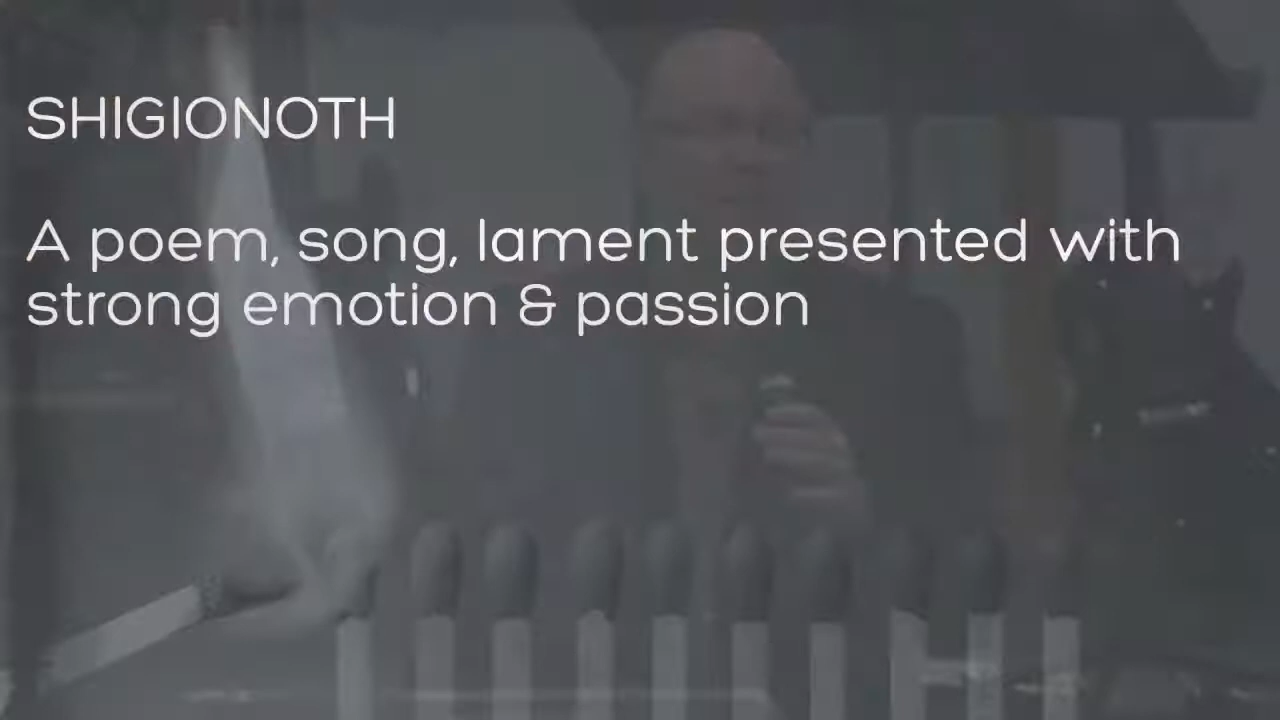 SHIGIONOTH
A poem, song, lament presented with
strong emotion & passion